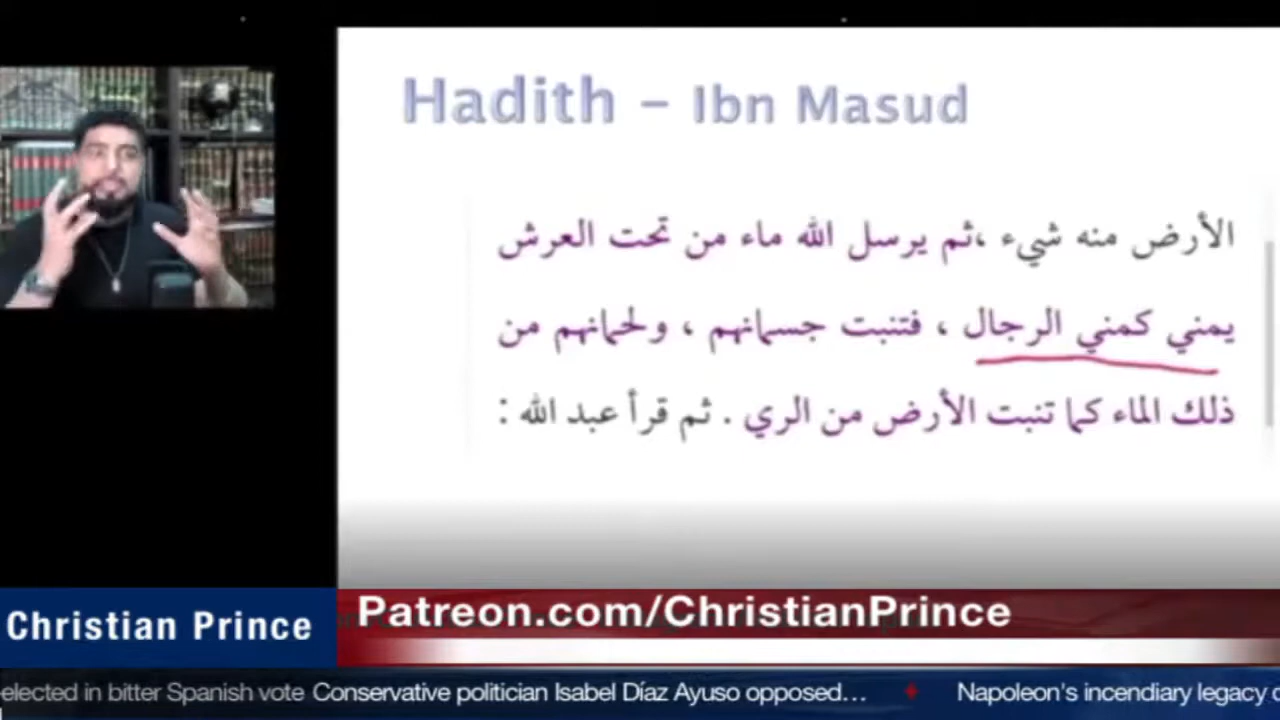 Hadith – Ibn Masud
الأرض منه شيء ،ثم يرسل الله ماء من تحت العرش
يمني كمني الرجال ، فتنبت جسمانهم ، ولحمانهم من
ذلك الماء كما تنبت الأرض من الري . ثم قرأ عبد الله :
Christian Prince
Patreon.com/ChristianPrince
elected in bitter Spanish vote Conservative politician Isabel Díaz Ayuso opposed... Napoleon's incendiary legacy